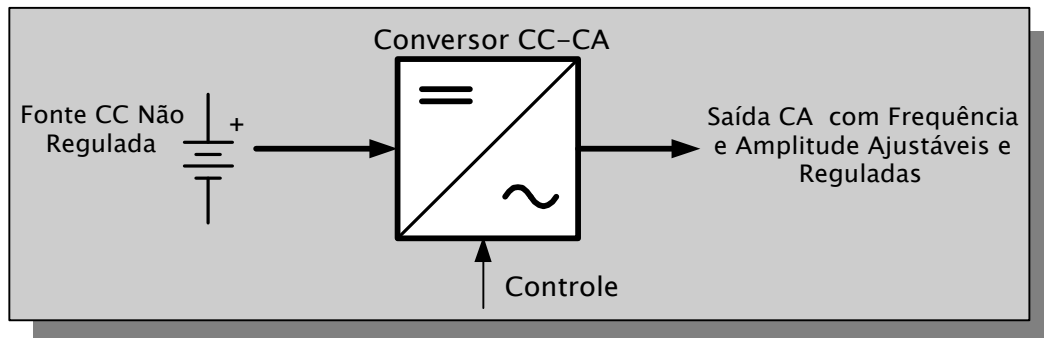 Conversor CC-CA
Fonte CC Não
Regulada
+
Saída CA com Frequência
e Amplitude Ajustáveis e
Reguladas
Controle